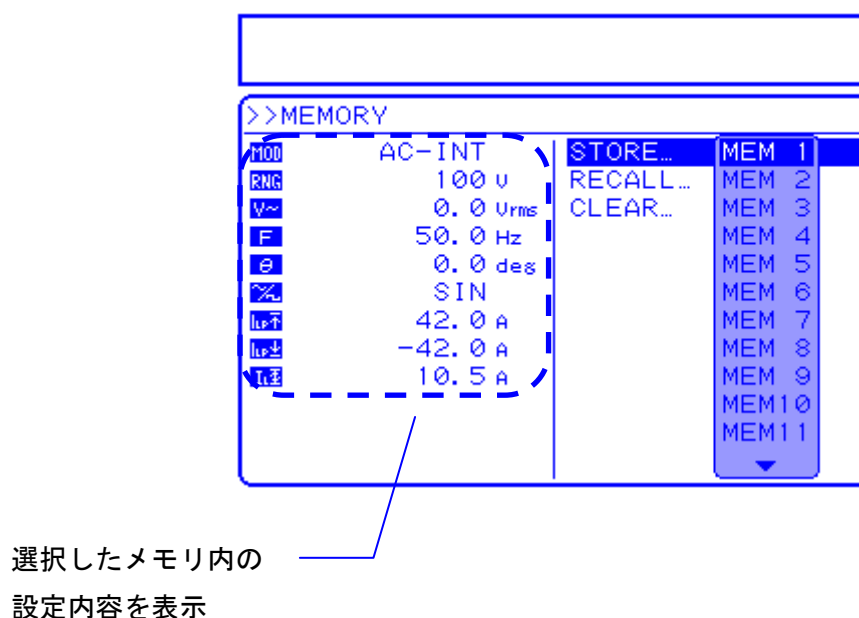 >>MEMORY
MOD AC-INT
RNG 100 V
V~ 0.0 Vrms
F 50.0 Hz
θ 0.0 deg
SIN
42.0 A
-42.0 A
10.5 A
STORE…
RECALL…
CLEAR…
MEM 1
MEM 2
MEM 3
MEM 4
MEM 5
MEM 6
MEM 7
MEM 8
MEM 9
MEM10
MEM11
選択したメモリ内の
設定内容を表示